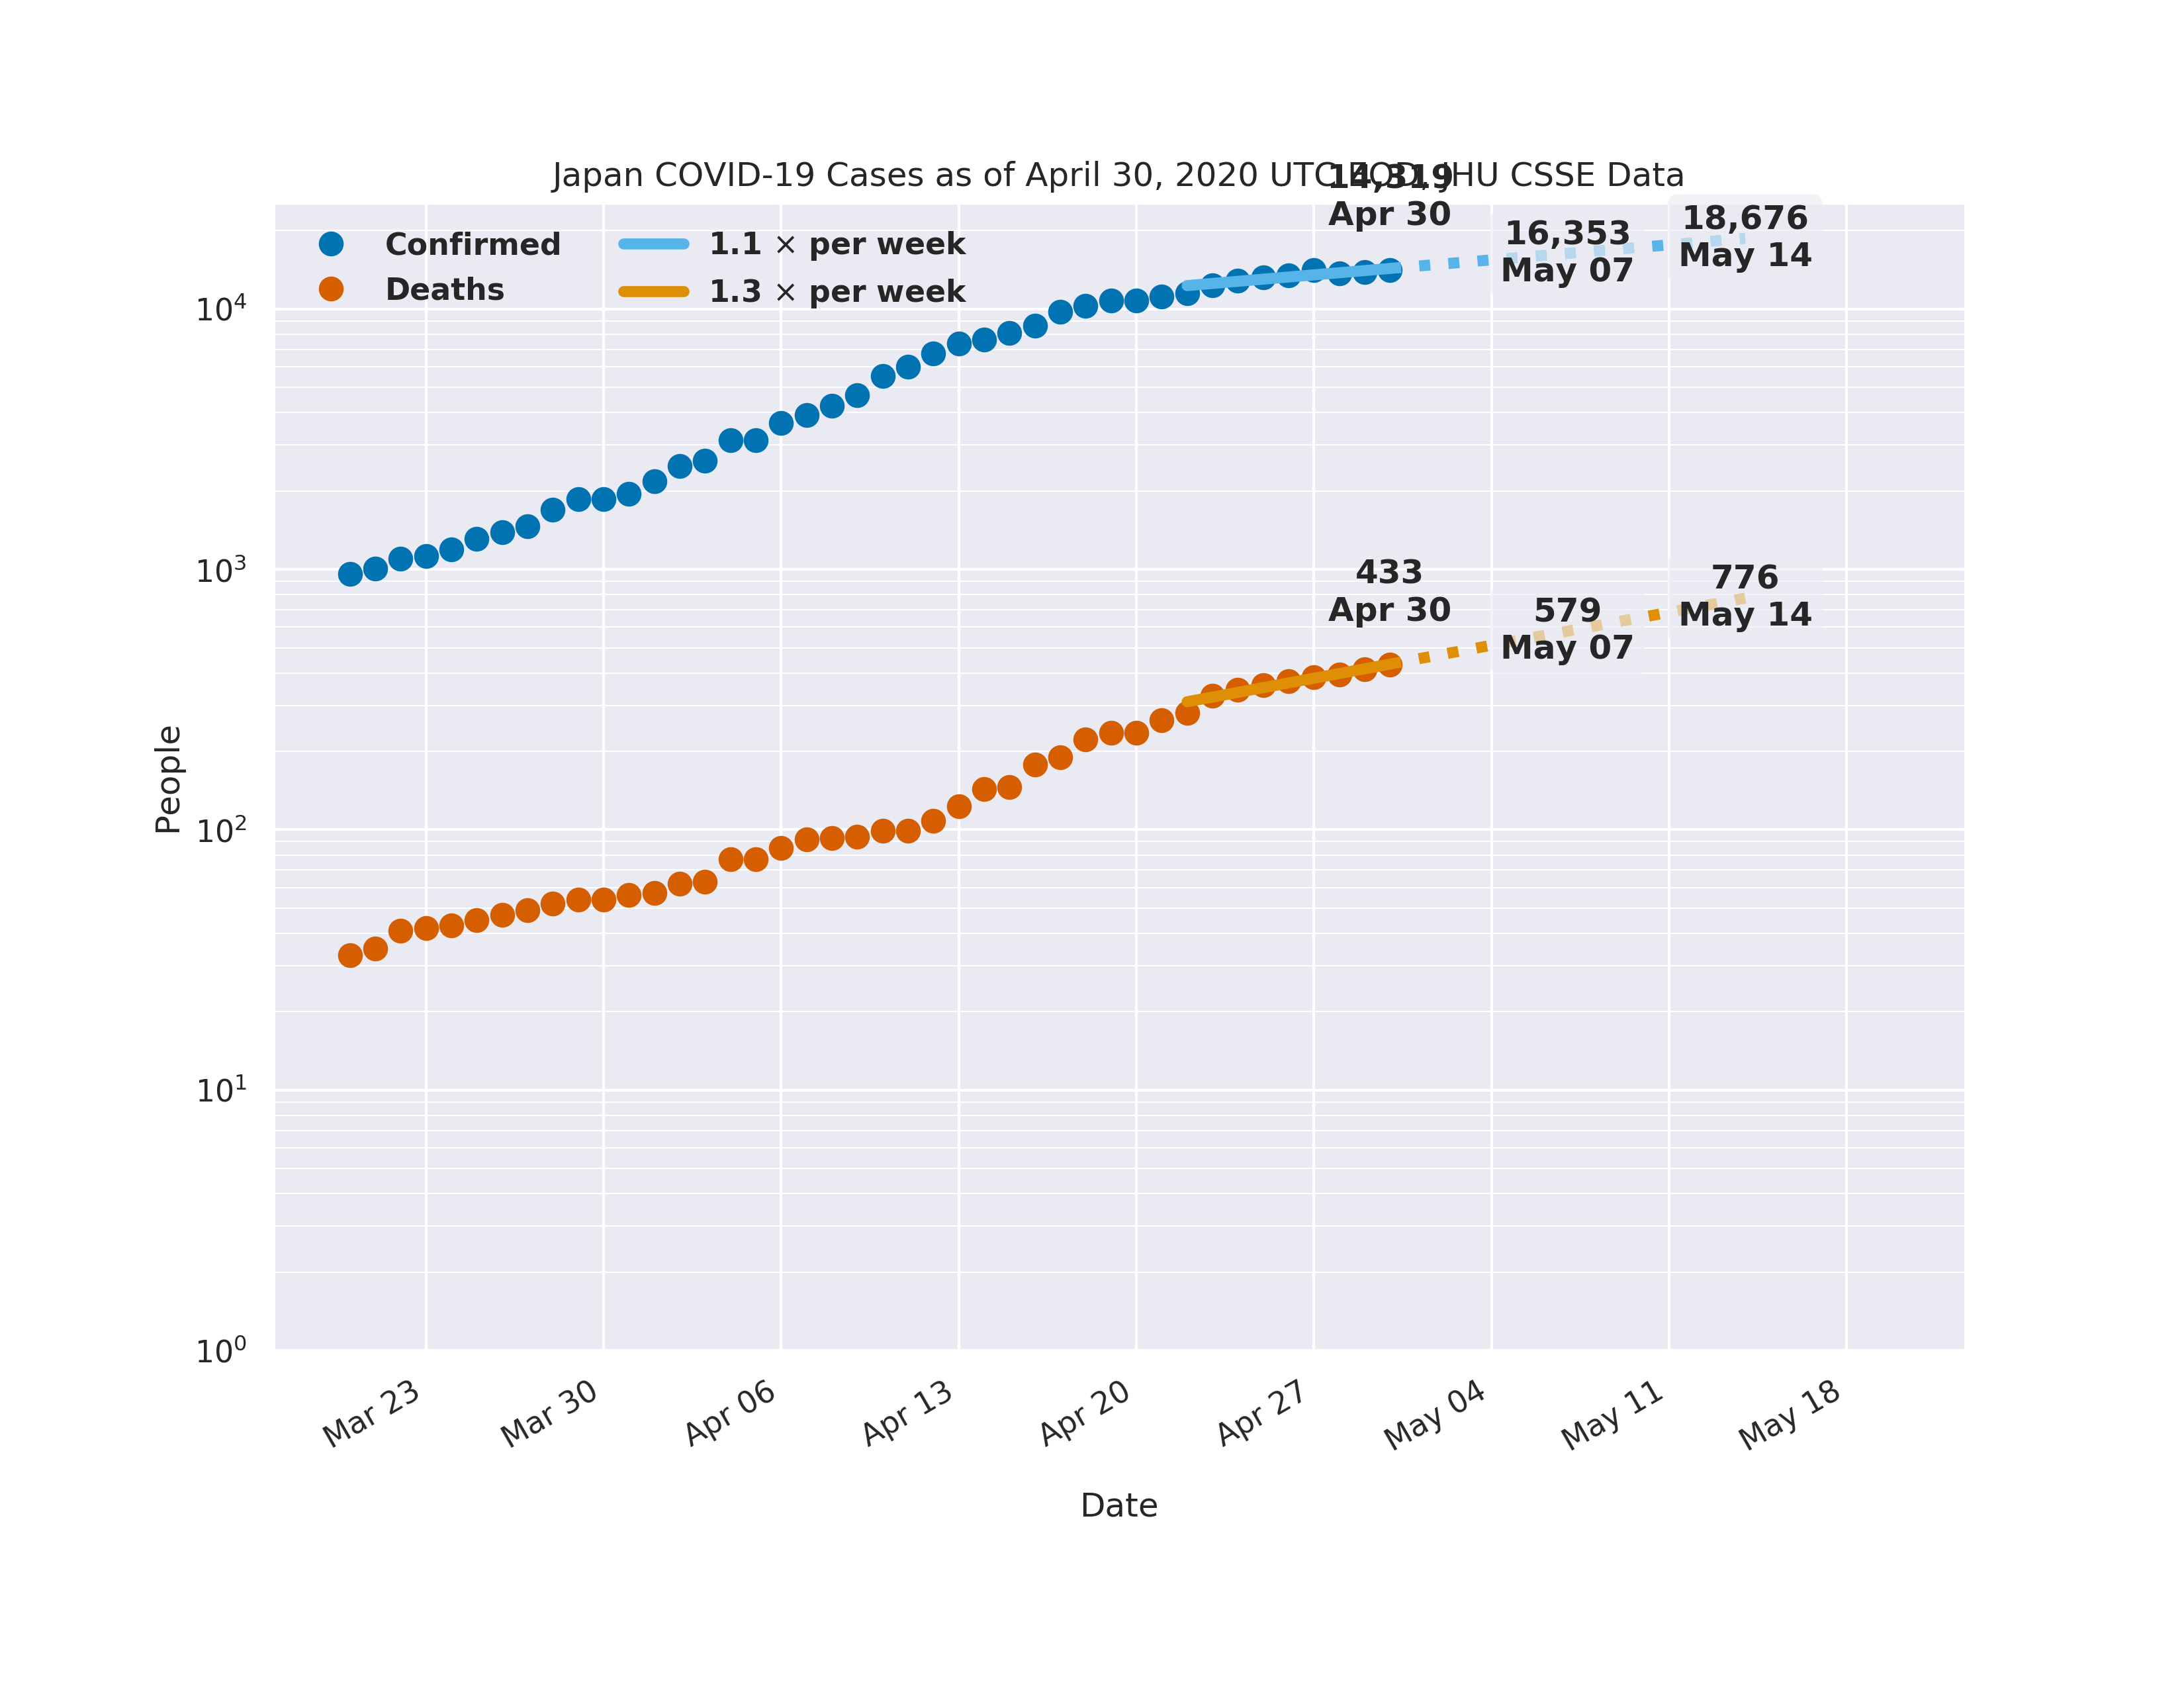 Japan COVID-19 Cases as of April 30, 2020 UTC EOD, JHU CSSE Data
14,319
Apr 30
16,353
May 07
18,676
May 14
Confirmed
Deaths
1.1 × per week
1.3 × per week
433
Apr 30
579
May 07
776
May 14
People
10⁴
10³
10²
10¹
10⁰
Mar 23
Mar 30
Apr 06
Apr 13
Apr 20
Apr 27
May 04
May 11
May 18
Date